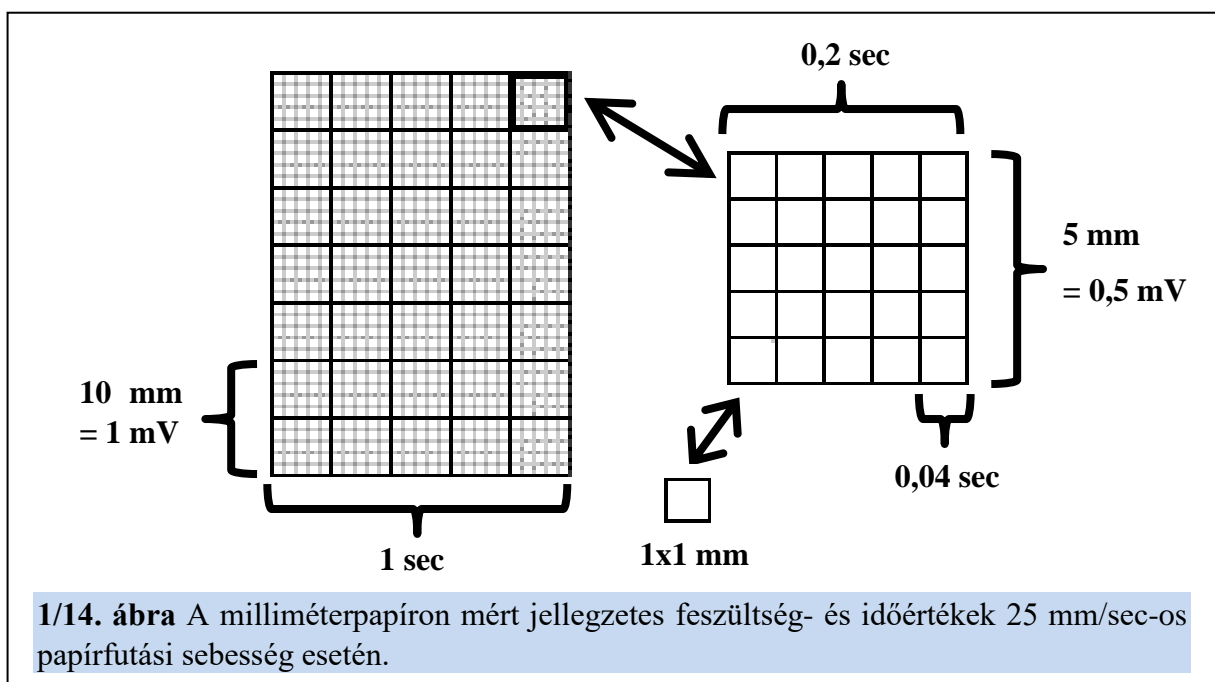 0,2 sec
5 mm
= 0,5 mV
10 mm
= 1 mV
0,04 sec
1 sec
1x1 mm
1/14. ábra A milliméterpapíron mért jellegzetes feszültség- és időértékek 25 mm/sec-os
papírfutási sebesség esetén.